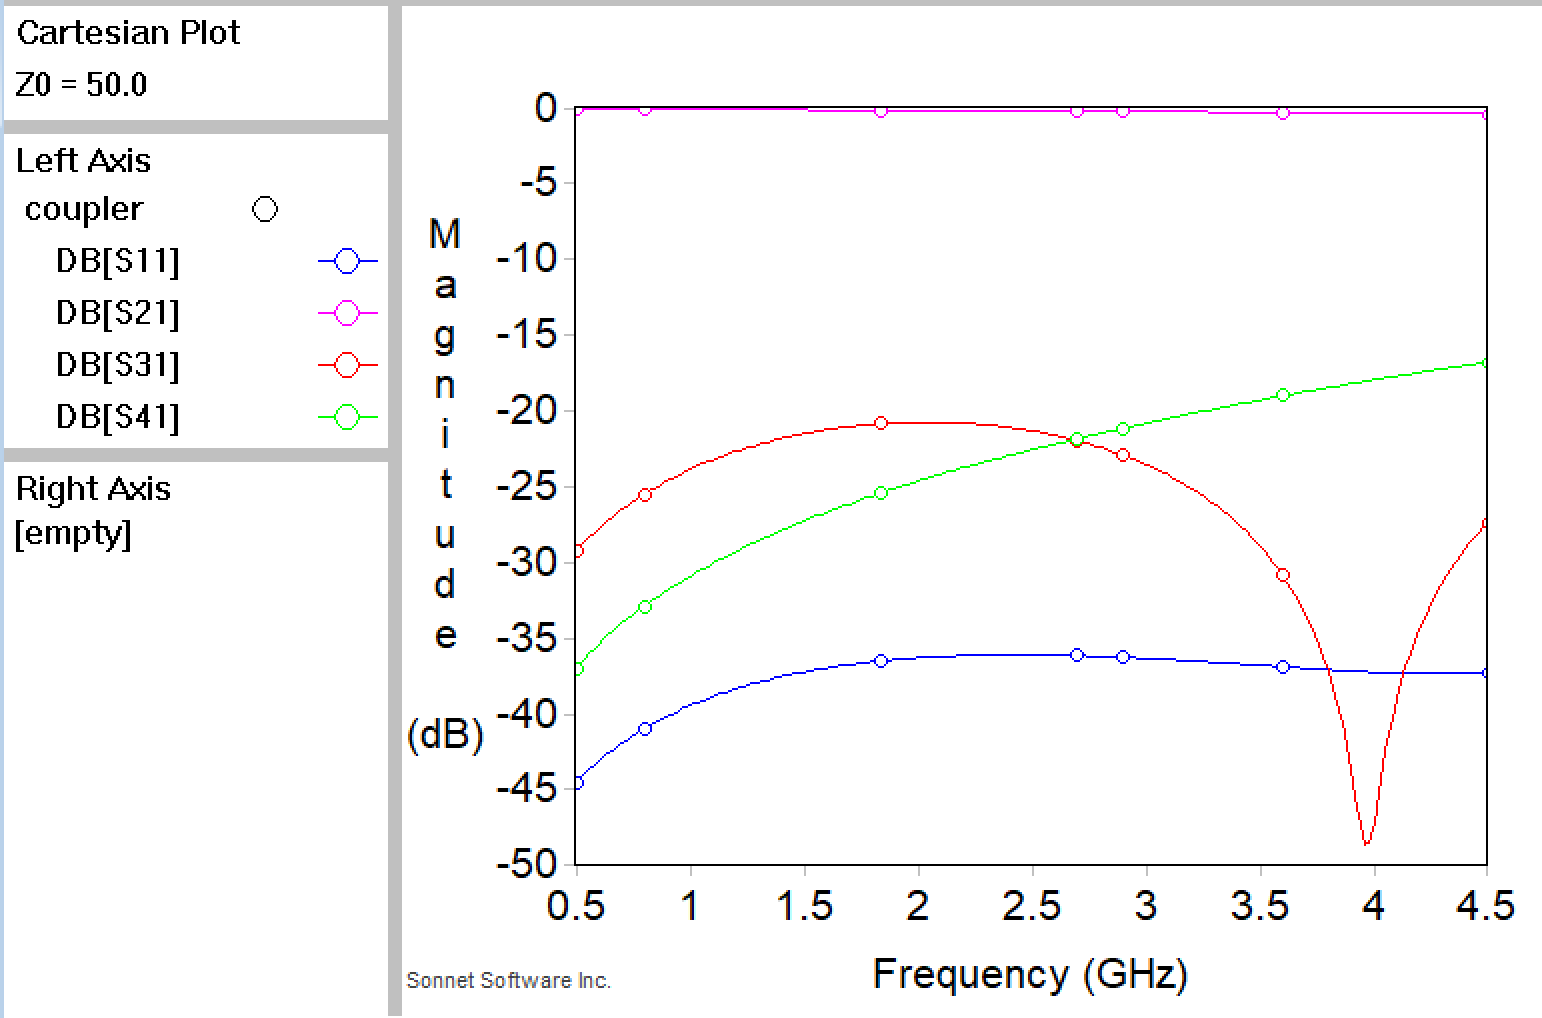 Cartesian Plot
Z0 = 50.0
Left Axis
coupler
DB[S11]
DB[S21]
DB[S31]
DB[S41]
Right Axis
[empty]
Magnitude
(dB)
0
-5
-10
-15
-20
-25
-30
-35
-40
-45
-50
0.5 1 1.5 2 2.5 3 3.5 4 4.5
Frequency (GHz)
Sonnet Software Inc.